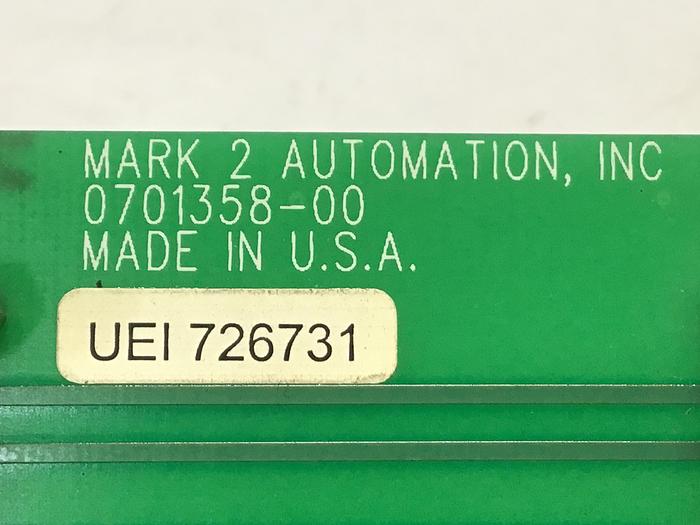 MARK 2 AUTOMATION, INC
0701358-00
MADE IN U.S.A.
UEI 726731